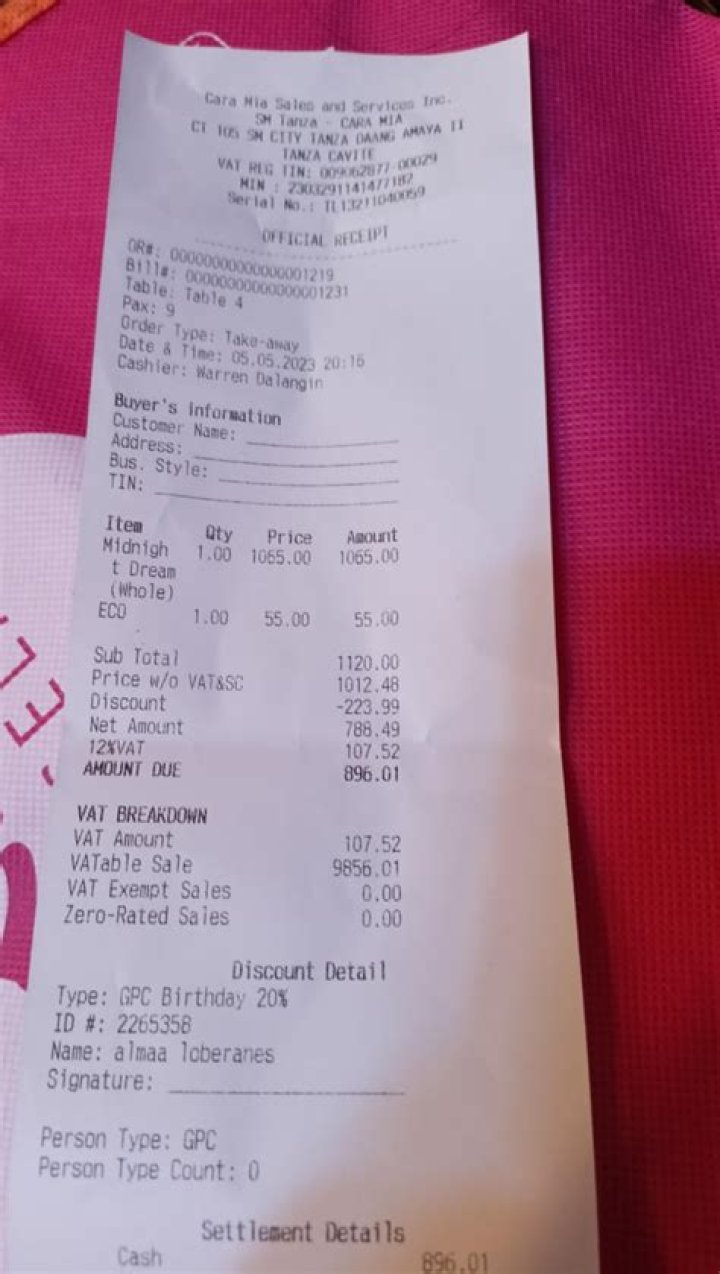 Cara Mia Sales and Services Inc.
SM Tanza - CARA MIA
CT 105 SM CITY TANZA DAANG AMAYA II
TANZA CAVITE
VAT REG TIN: 009062877-00029
MIN : 2303291141477187
Serial No.: TL13211040059
OFFICIAL RECEIPT
OR#: 0000000000000001219
Bill#: 0000000000000001231
Table: Table 4
Pax: 9
Order Type: Take-away
Date & Time: 05.05.2023 20:16
Cashier: Warren Dalangin
Buyer's Information
Customer Name:
Address:
Bus. Style:
TIN:
Item Qty Price Amount
Midnigh 1.00 1065.00 1065.00
t Dream
(Whole)
ECO 1.00 55.00 55.00
Sub Total 1120.00
Price w/o VAT&SC 1012.48
Discount -223.99
Net Amount 788.49
12%VAT 107.52
AMOUNT DUE 896.01
VAT BREAKDOWN
VAT Amount 107.52
VATable Sale 9856.01
VAT Exempt Sales 0.00
Zero-Rated Sales 0.00
Discount Detail
Type: GPC Birthday 20%
ID #: 2265358
Name: almaa loberanes
Signature:
Person Type: GPC
Person Type Count: 0
Settlement Details
Cash 896.01